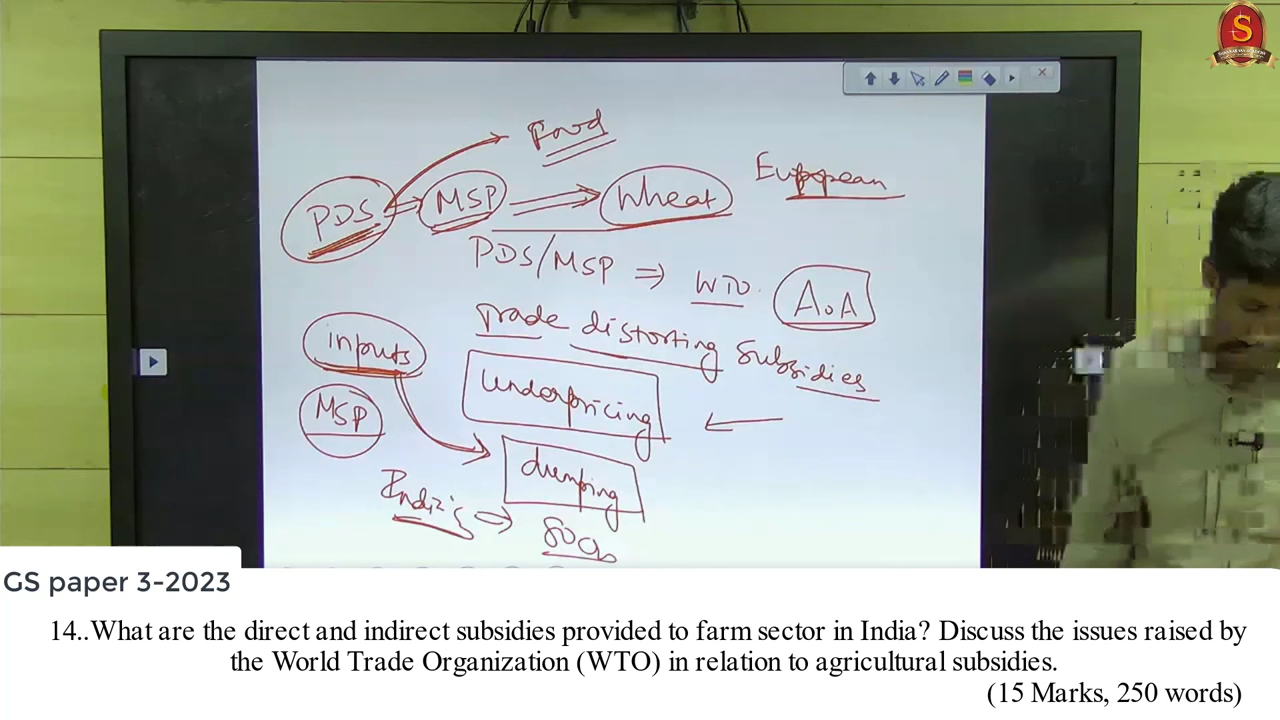 Food
PDS ⇒ MSP ⇒ Wheat
European
PDS/MSP ⇒ WTO. AoA
Trade distorting Subsidies
inputs
underpricing
MSP
dumping
S
GS paper 3-2023
14..What are the direct and indirect subsidies provided to farm sector in India? Discuss the issues raised by
the World Trade Organization (WTO) in relation to agricultural subsidies.
(15 Marks, 250 words)